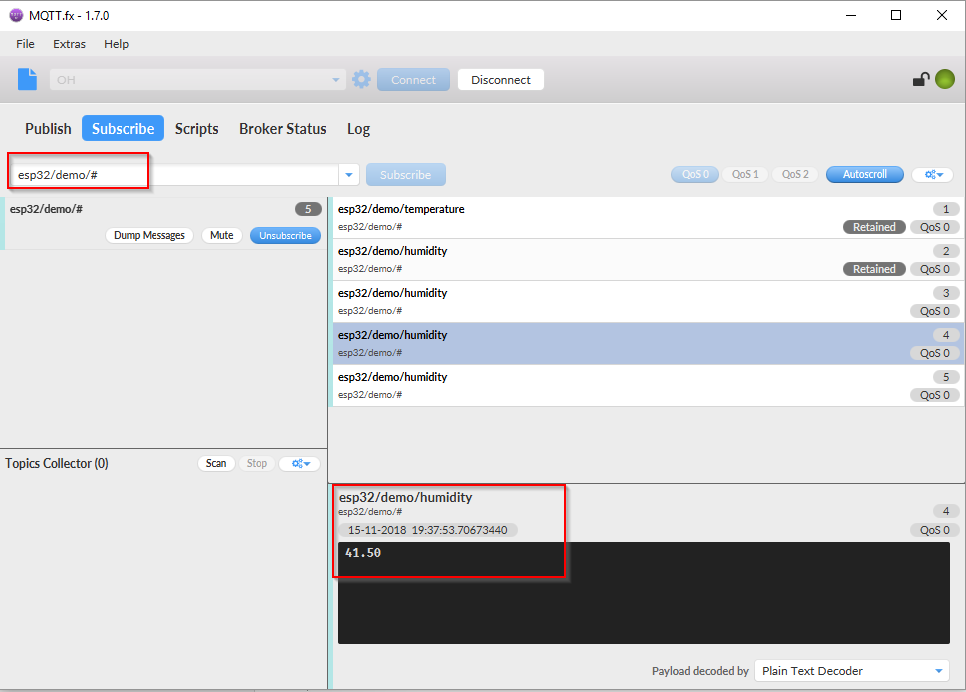 MQTT.fx - 1.7.0
File Extras Help
OH Connect Disconnect
Publish Subscribe Scripts Broker Status Log
esp32/demo/# Subscribe QoS 0 QoS 1 QoS 2 Autoscroll
esp32/demo/# 5
Dump Messages Mute Unsubscribe
esp32/demo/temperature 1
esp32/demo/# Retained QoS 0
esp32/demo/humidity 2
esp32/demo/# Retained QoS 0
esp32/demo/humidity 3
esp32/demo/# QoS 0
esp32/demo/humidity 4
esp32/demo/# QoS 0
esp32/demo/humidity 5
esp32/demo/# QoS 0
Topics Collector (0) Scan Stop
esp32/demo/humidity
esp32/demo/# 4
15-11-2018 19:37:53.70673440 QoS 0
41.50
Payload decoded by Plain Text Decoder